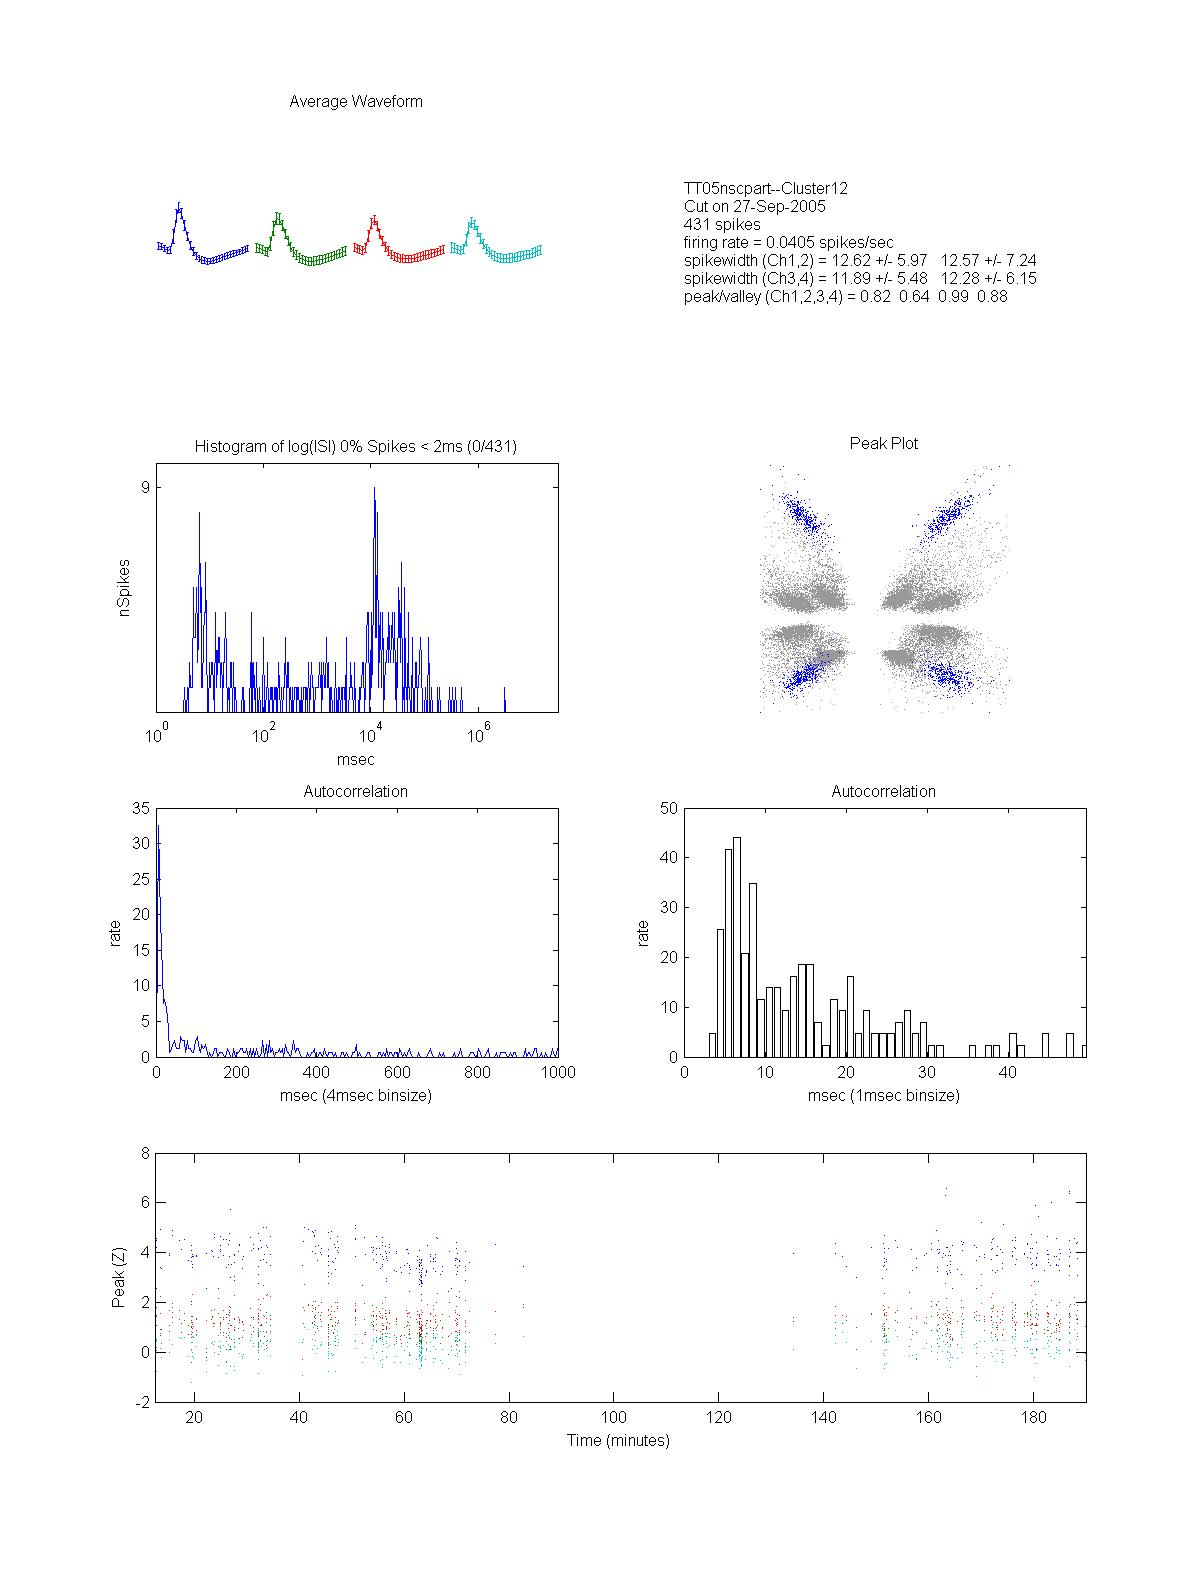 Average Waveform
TT05nscpart--Cluster12
Cut on 27-Sep-2005
431 spikes
firing rate = 0.0405 spikes/sec
spikewidth (Ch1,2) = 12.62 +/- 5.97   12.57 +/- 7.24
spikewidth (Ch3,4) = 11.89 +/- 5.48   12.28 +/- 6.15
peak/valley (Ch1,2,3,4) = 0.82  0.64  0.99  0.88
Histogram of log(ISI) 0% Spikes < 2ms (0/431)
9
nSpikes
10^0 10^2 10^4 10^6
msec
Peak Plot
Autocorrelation
35
30
25
20
15
10
5
0
rate
0 200 400 600 800 1000
msec (4msec binsize)
Autocorrelation
50
40
30
20
10
0
rate
0 10 20 30 40
msec (1msec binsize)
8
6
4
2
0
-2
Peak (Z)
20 40 60 80 100 120 140 160 180
Time (minutes)